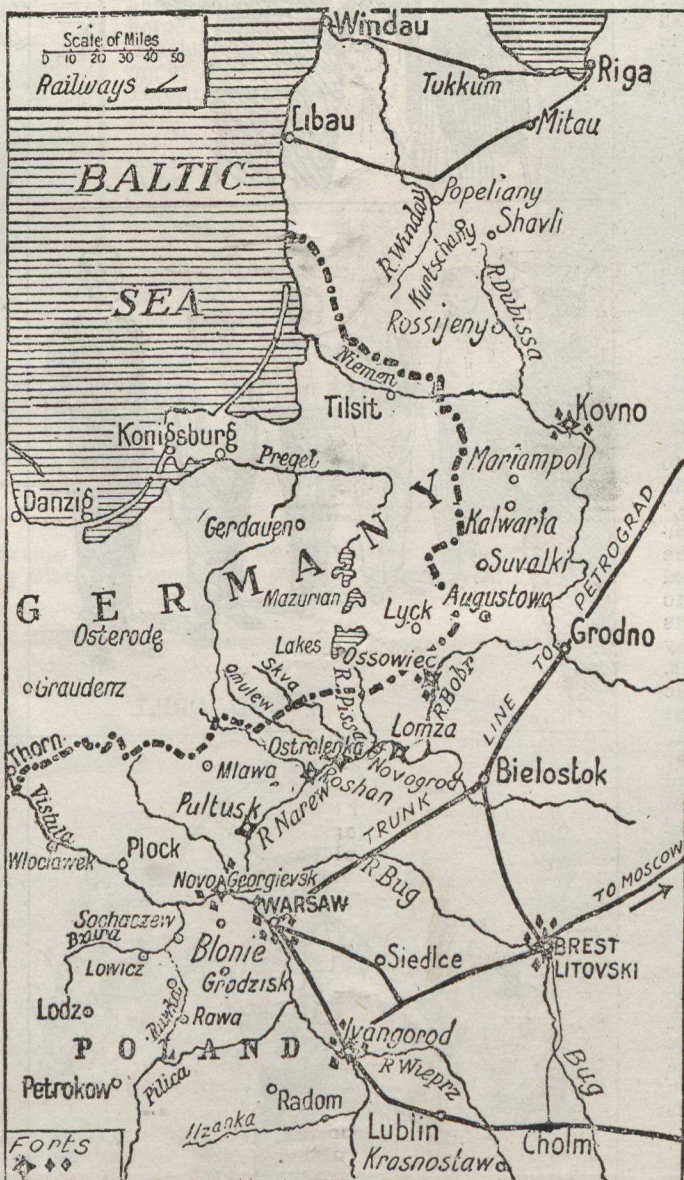 Scale of Miles
0 10 20 30 40 50
Railways
Windau
Riga
Tukkum
Libau
Mitau
BALTIC
SEA
Popeliany
R. Windau
Kurtschany
Shavli
R. Dubissa
Rossijeny
Niemen
Tilsit
Kovno
Konigsburg
Pregel
Mariampol
Danzig
Gerdauen
Kalwaria
GERMANY
Suvalki
PETROGRAD
Mazurian
Lyck
Augustowo
Osterode
Lakes
Ossowiec
TO
Grodno
Graudenz
Omulew
Skva
R. Pissa
R. Bobr
LINE
Thorn
Ostrolenka
Lomza
Mlawa
Roshan
Novogrod
Bielostok
Vistula
Pultusk
R. Narew
TRUNK
Wloclawek
Plock
Novo Georgievsk
R. Bug
TO MOSCOW
WARSAW
Sochaczew
Bzura
Blonie
Siedlce
BREST
LITOVSKI
Lowicz
Grodzisk
Lodz
Rawa
Ivangorod
POLAND
R. Wieprz
Bug
Petrokow
Pilica
Radom
Ilzanka
Lublin
Cholm
Forts
Krasnostaw